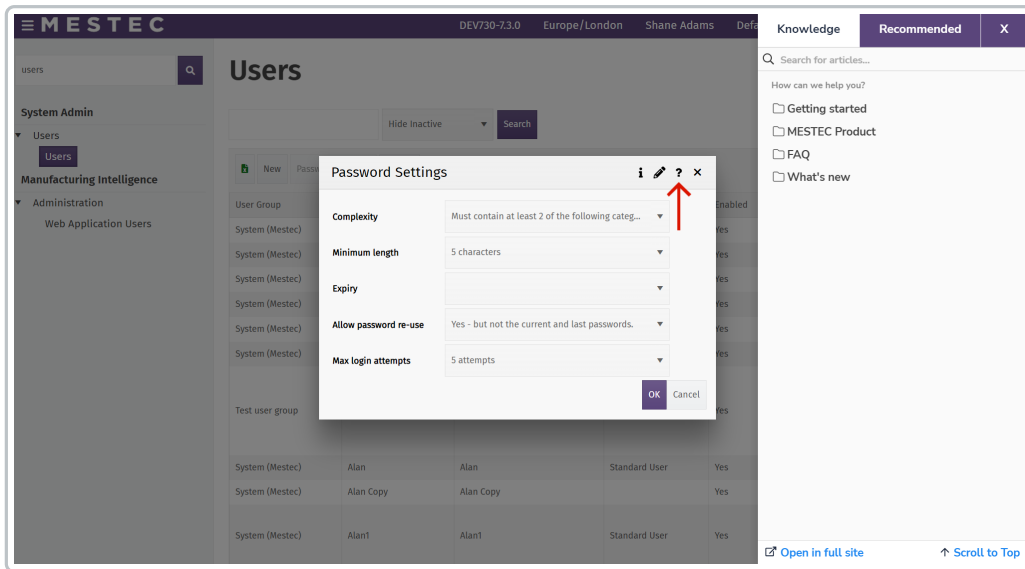 MESTEC
DEV730-7.3.0 Europe/London Shane Adams Defa
users
System Admin
Users
Users
Manufacturing Intelligence
Administration
Web Application Users
Users
Hide Inactive Search
New Passw
User Group Enabled
System (Mestec) Yes
System (Mestec) Yes
System (Mestec) Yes
System (Mestec) Yes
System (Mestec) Yes
System (Mestec) Yes
Test user group Yes
System (Mestec) Alan Alan Standard User Yes
System (Mestec) Alan Copy Alan Copy Yes
System (Mestec) Alan1 Alan1 Standard User Yes
Password Settings i ? ×
Complexity Must contain at least 2 of the following categ...
Minimum length 5 characters
Expiry
Allow password re-use Yes - but not the current and last passwords.
Max login attempts 5 attempts
OK Cancel
Knowledge Recommended X
Search for articles...
How can we help you?
Getting started
MESTEC Product
FAQ
What's new
Open in full site Scroll to Top